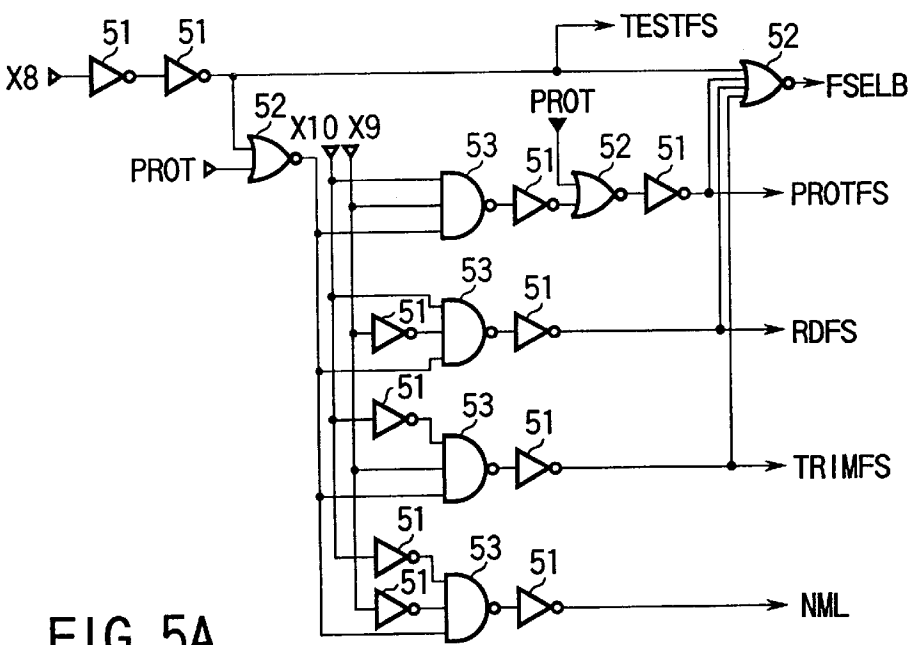 51 51 TESTFS
X8 52 FSELB
52 X10 X9 PROT
PROT 53 51 52 51 PROTFS
53
51 51 RDFS
51 53 51 TRIMFS
51 53
51 51 NML
FIG. 5A